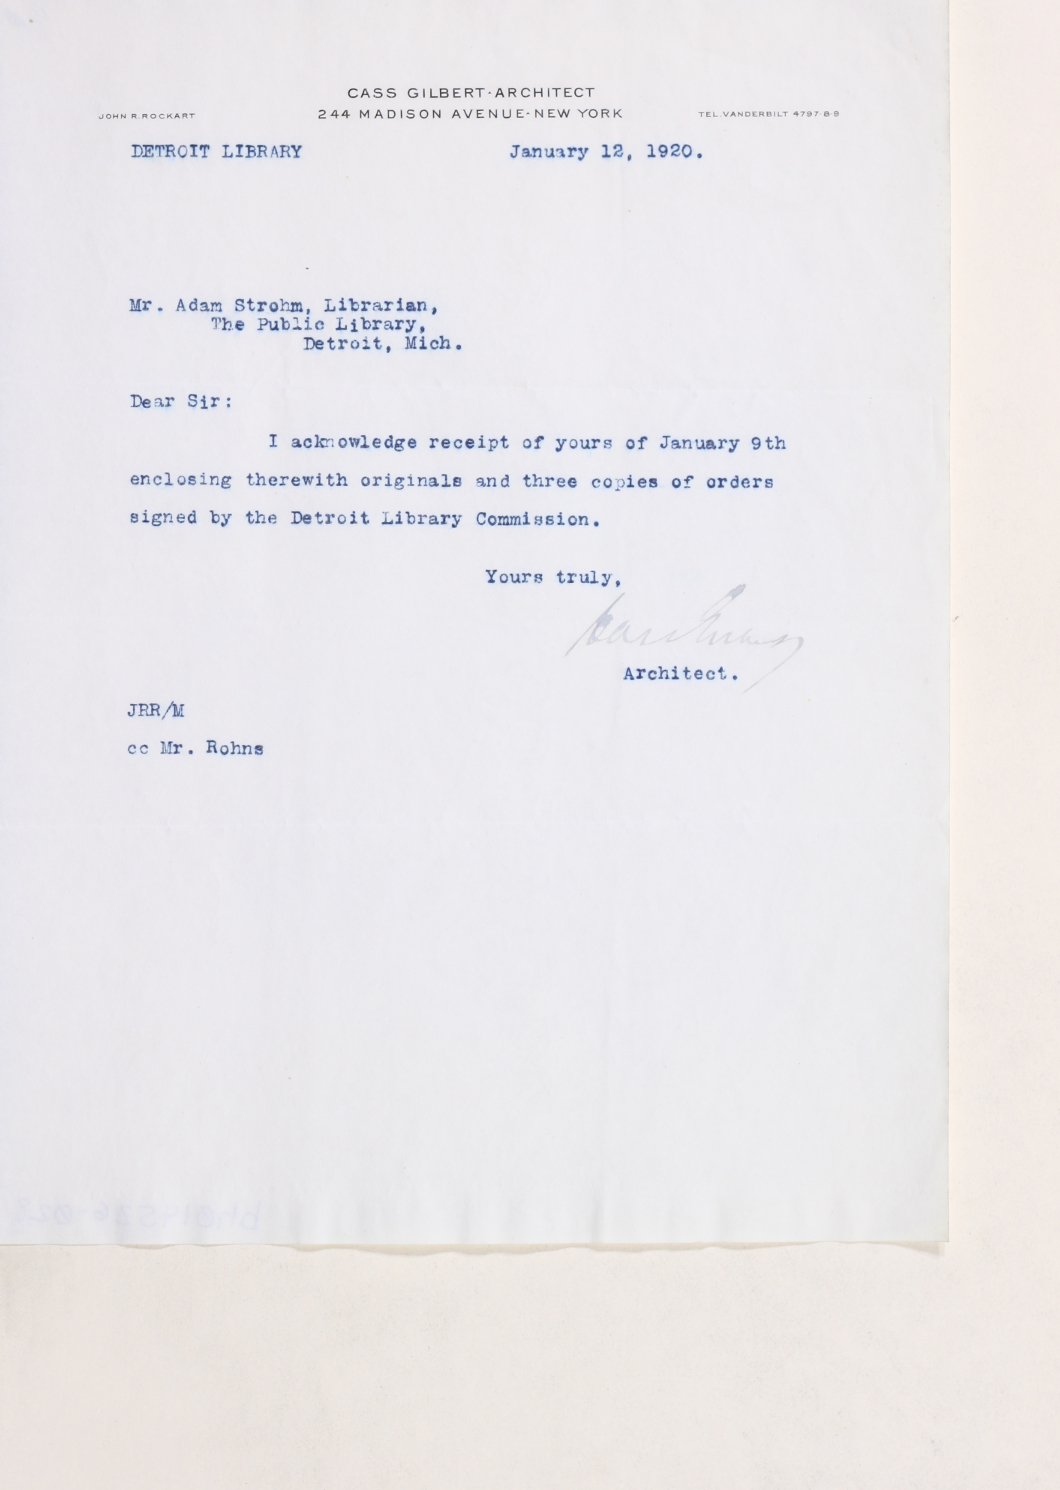 CASS GILBERT-ARCHITECT
JOHN R. ROCKART 244 MADISON AVENUE-NEW YORK TEL. VANDERBILT 4797-8-9
DETROIT LIBRARY January 12, 1920.
Mr. Adam Strohm, Librarian,
The Public Library,
Detroit, Mich.
Dear Sir:
I acknowledge receipt of yours of January 9th
enclosing therewith originals and three copies of orders
signed by the Detroit Library Commission.
Yours truly,
Cass Gilbert
Architect.
JRR/M
cc Mr. Rohns